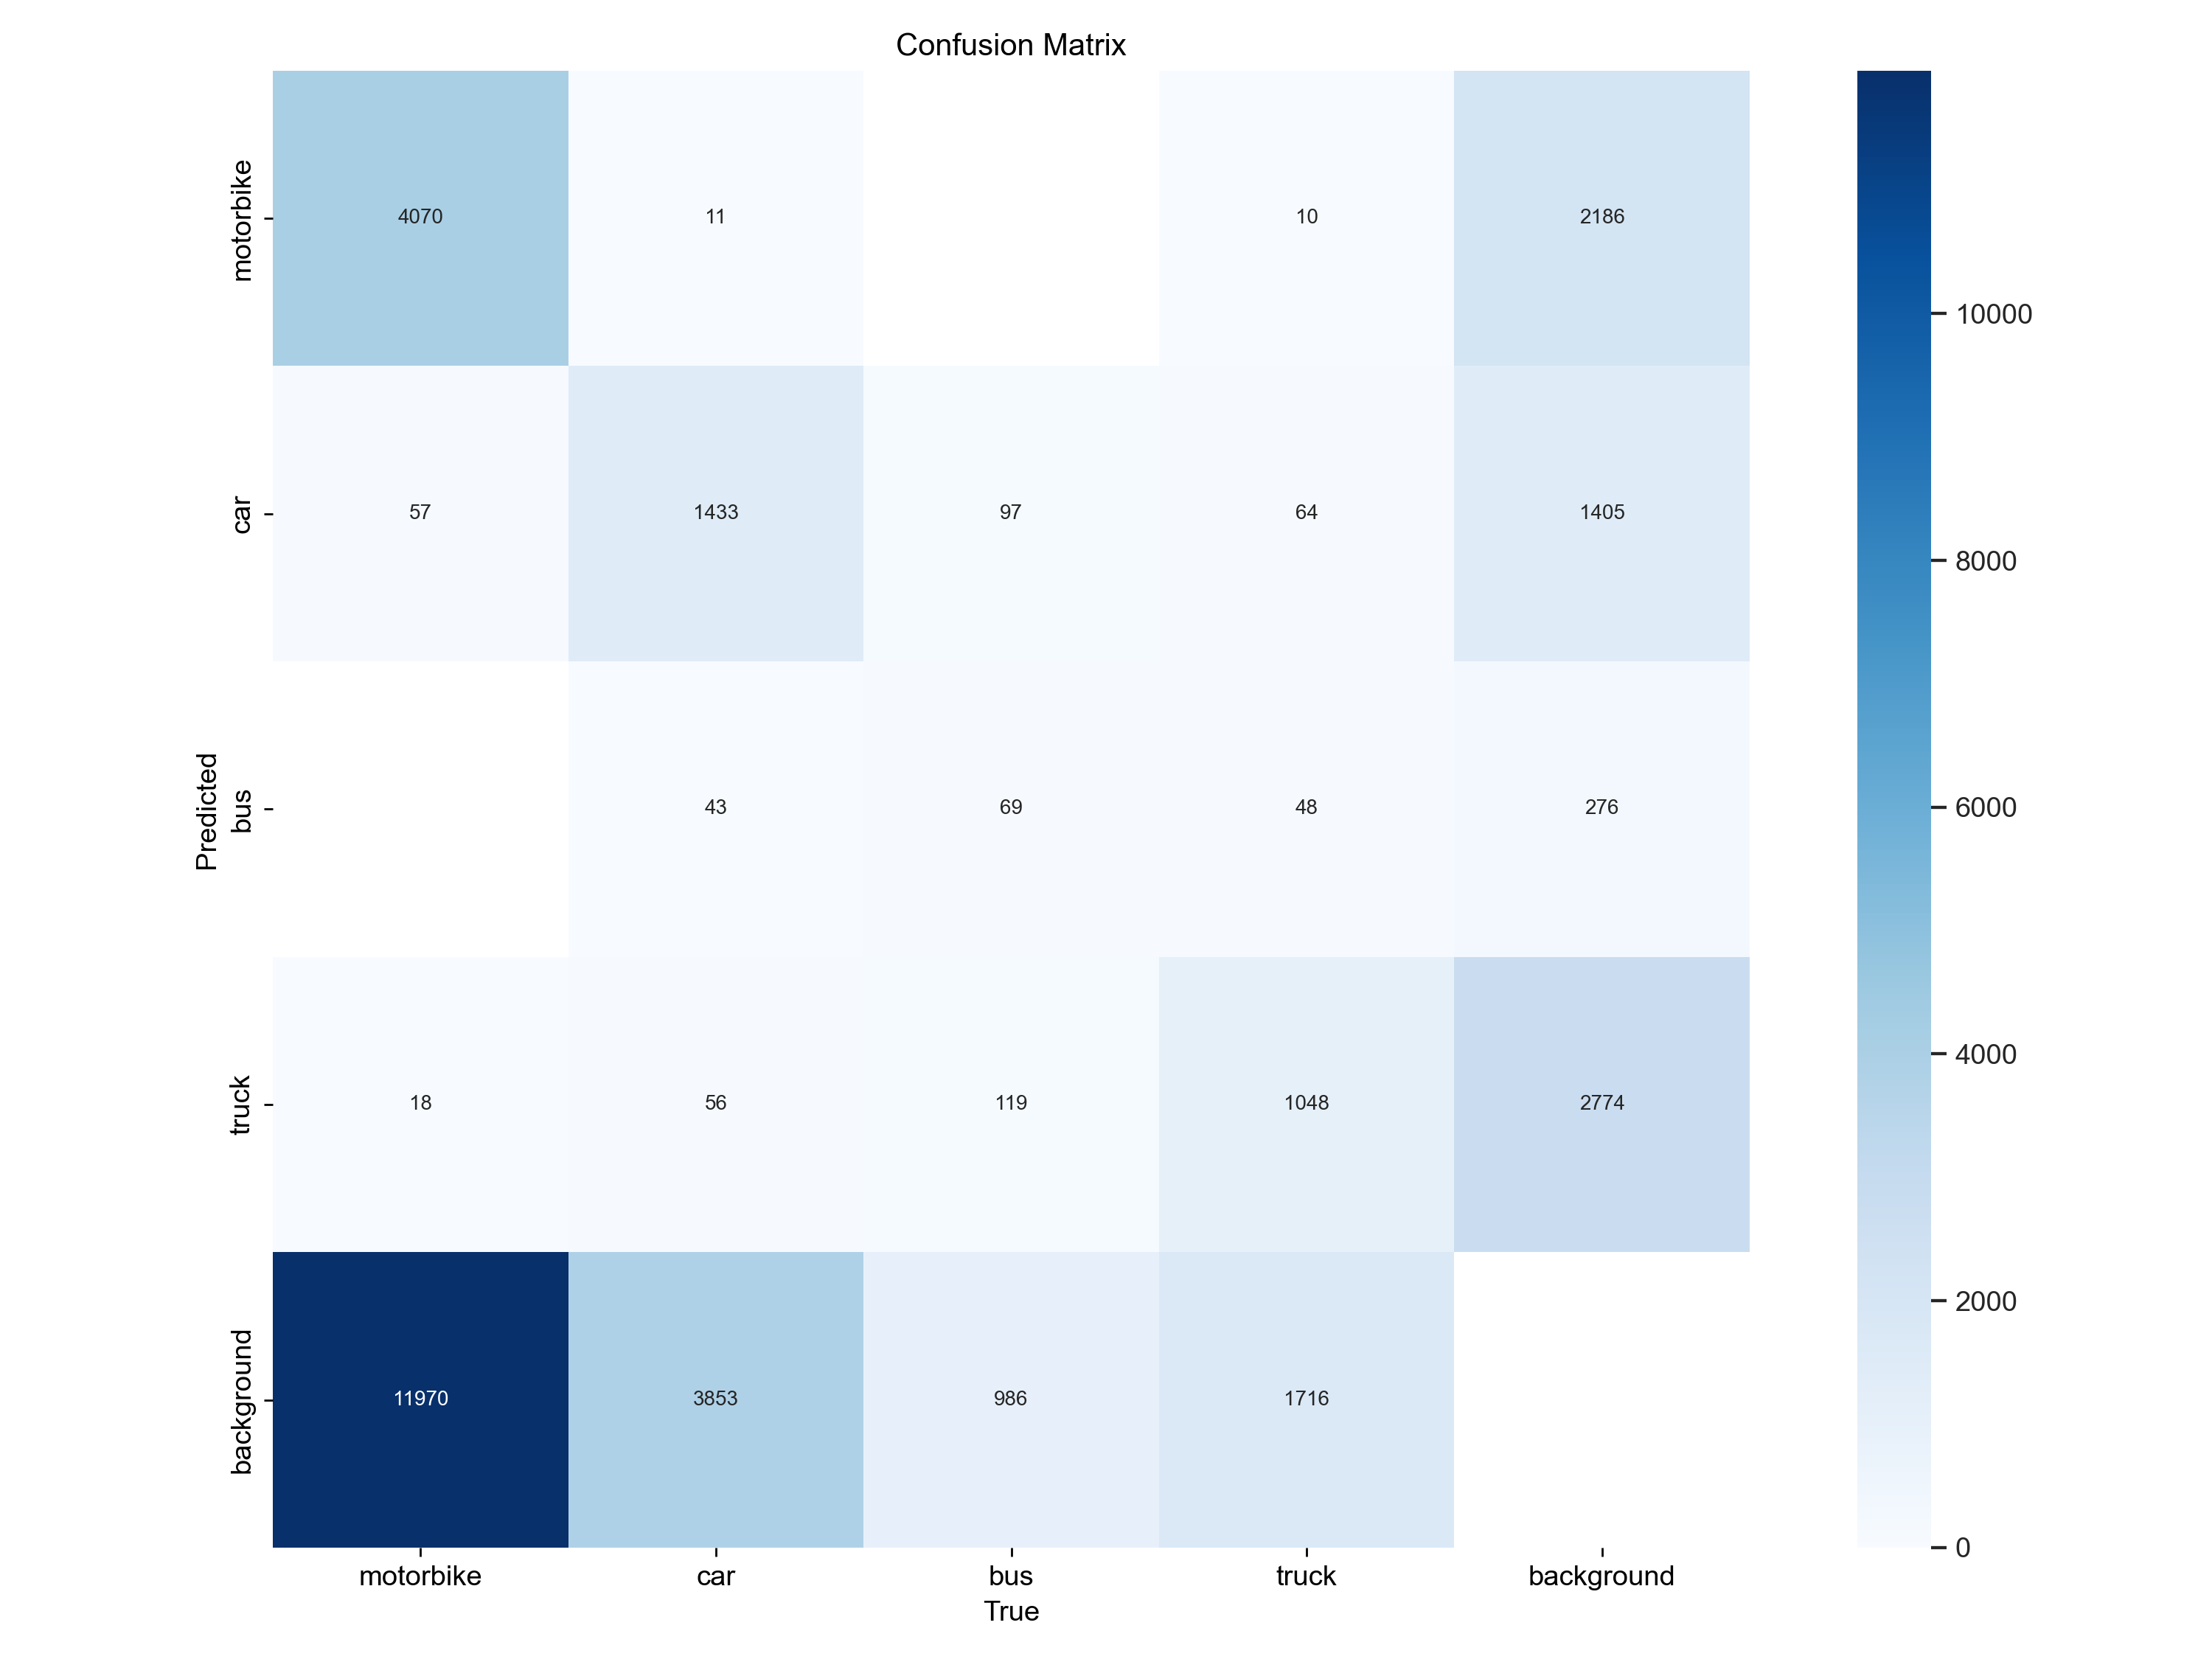 Confusion Matrix
motorbike 4070 11 10 2186
car 57 1433 97 64 1405
bus 43 69 48 276
truck 18 56 119 1048 2774
background 11970 3853 986 1716
Predicted
motorbike car bus truck background
True
10000
8000
6000
4000
2000
0